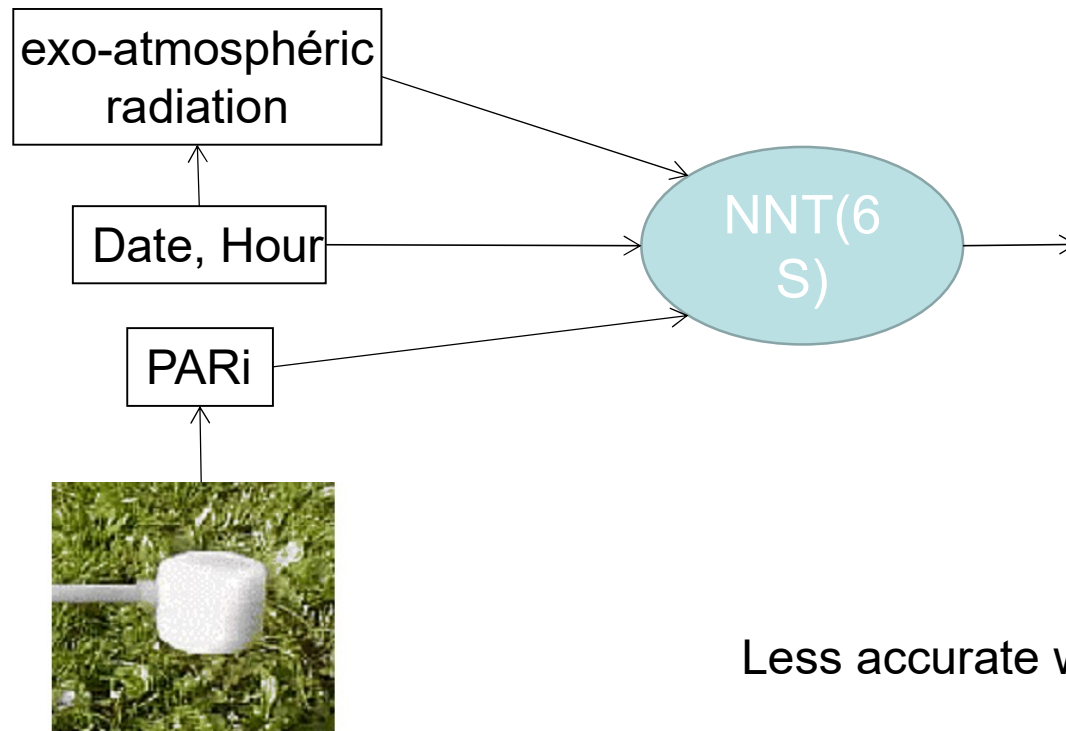 exo-atmosphéric
radiation
Date, Hour
NNT(6
S)
PARi
Less accurate